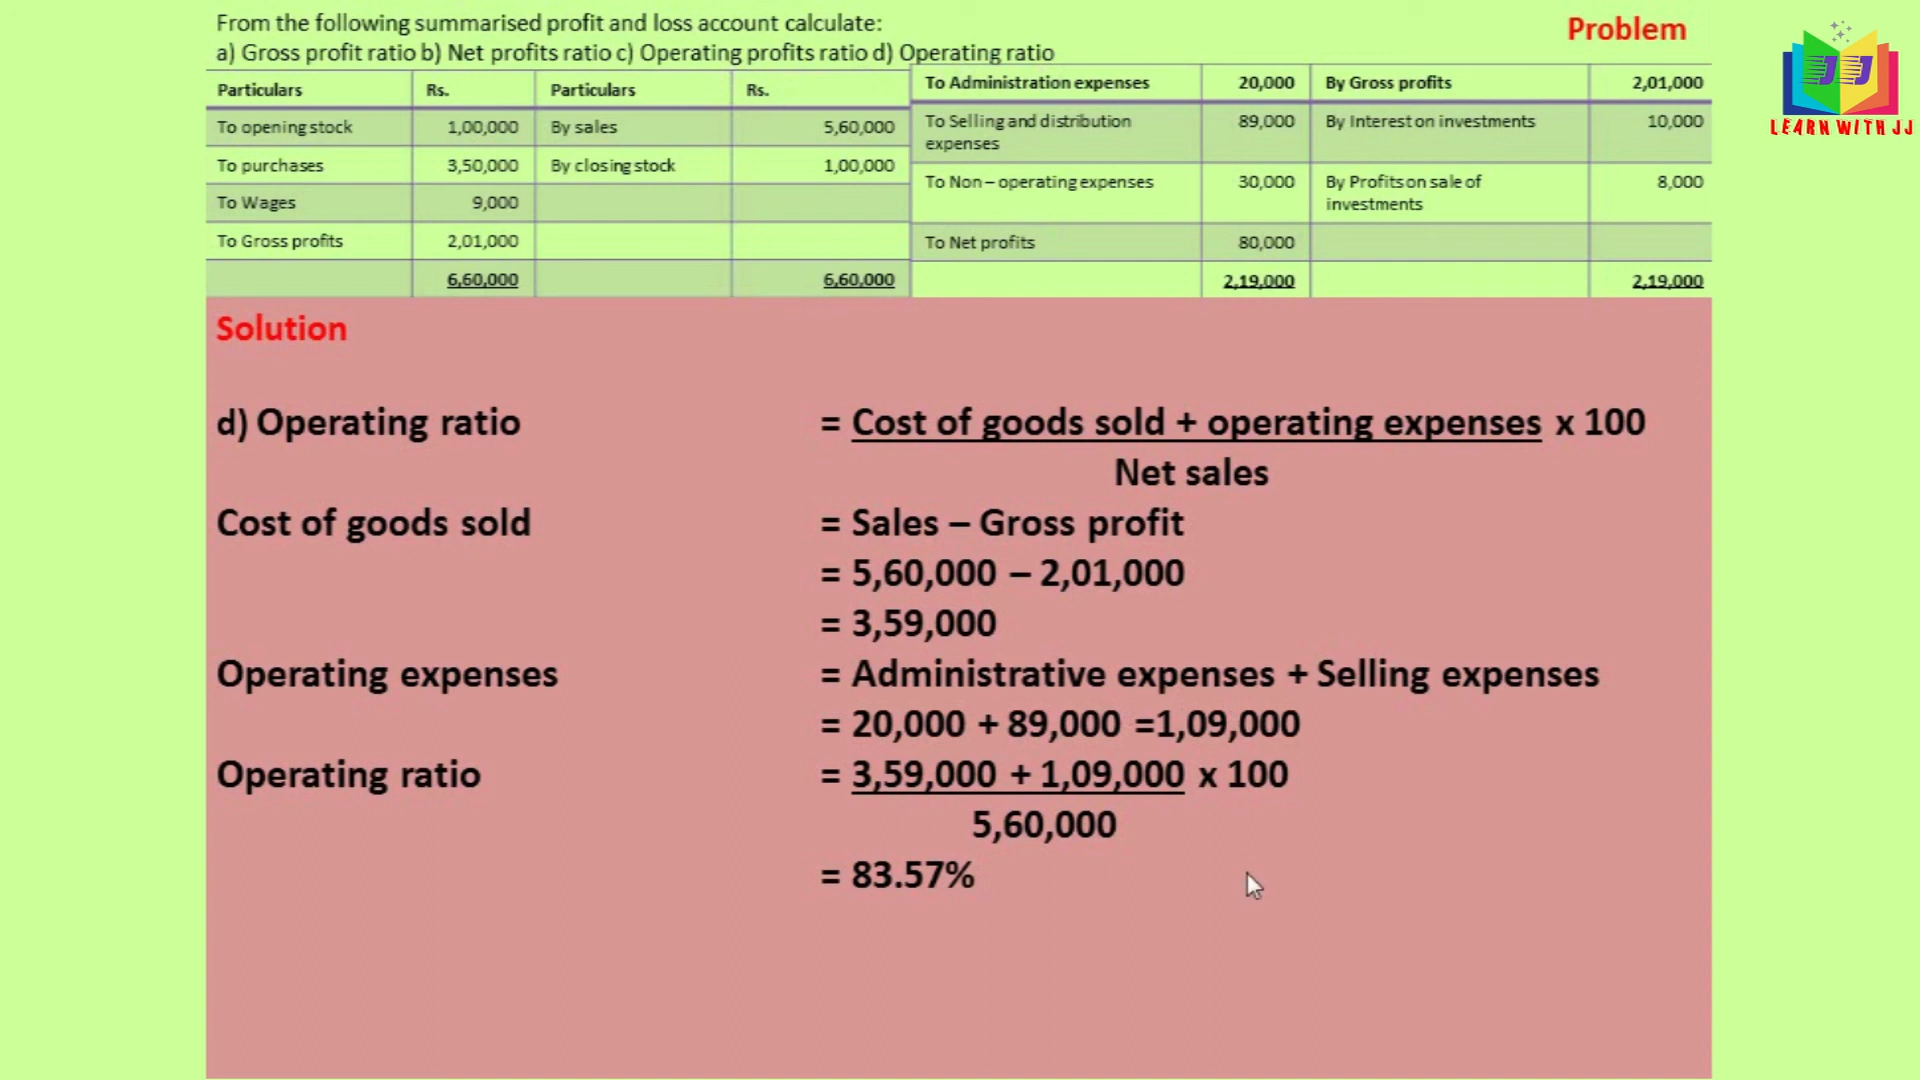 From the following summarised profit and loss account calculate:
Problem
a) Gross profit ratio b) Net profits ratio c) Operating profits ratio d) Operating ratio
Particulars Rs. Particulars Rs.
To opening stock 1,00,000 By sales 5,60,000
To purchases 3,50,000 By closing stock 1,00,000
To Wages 9,000
To Gross profits 2,01,000
6,60,000 6,60,000
To Administration expenses 20,000 By Gross profits 2,01,000
To Selling and distribution 89,000 By Interest on investments 10,000
expenses
To Non – operating expenses 30,000 By Profits on sale of 8,000
investments
To Net profits 80,000
2,19,000 2,19,000
JJ
LEARN WITH JJ
Solution
d) Operating ratio = Cost of goods sold + operating expenses x 100
Net sales
Cost of goods sold = Sales – Gross profit
= 5,60,000 – 2,01,000
= 3,59,000
Operating expenses = Administrative expenses + Selling expenses
= 20,000 + 89,000 =1,09,000
Operating ratio = 3,59,000 + 1,09,000 x 100
5,60,000
= 83.57%